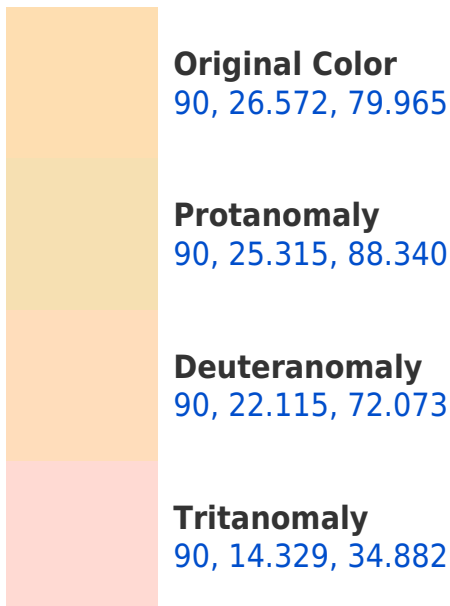 Original Color
90, 26.572, 79.965
Protanomaly
90, 25.315, 88.340
Deuteranomaly
90, 22.115, 72.073
Tritanomaly
90, 14.329, 34.882